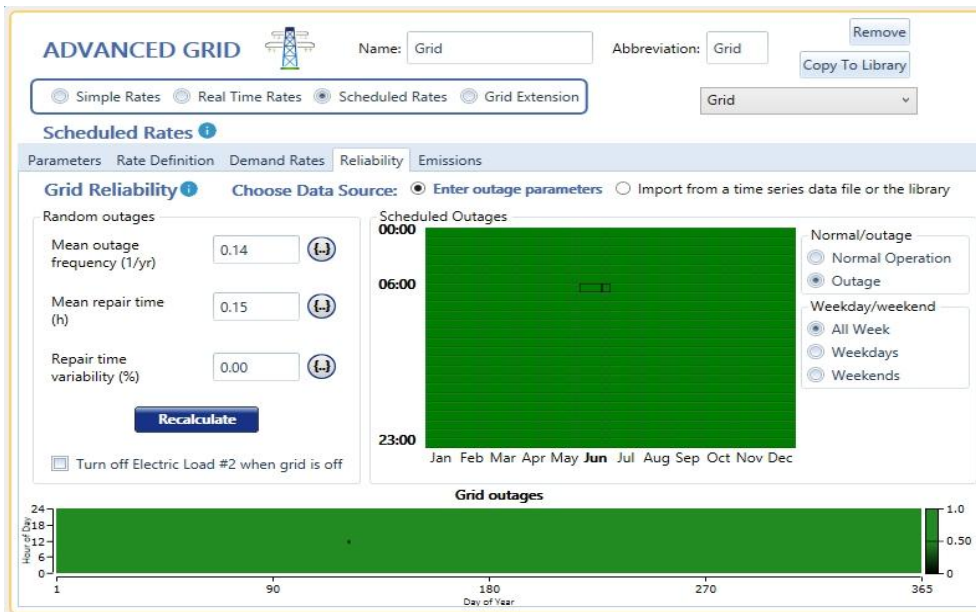 ADVANCED GRID
Name: Grid
Abbreviation: Grid
Remove
Copy To Library
Simple Rates Real Time Rates Scheduled Rates Grid Extension
Grid
Scheduled Rates i
Parameters Rate Definition Demand Rates Reliability Emissions
Grid Reliability i Choose Data Source: Enter outage parameters Import from a time series data file or the library
Random outages
Mean outage
frequency (1/yr)
0.14 {..}
Mean repair time
(h)
0.15 {..}
Repair time
variability (%)
0.00 {..}
Recalculate
Turn off Electric Load #2 when grid is off
Scheduled Outages
00:00
06:00
23:00
Jan Feb Mar Apr May Jun Jul Aug Sep Oct Nov Dec
Normal/outage
Normal Operation
Outage
Weekday/weekend
All Week
Weekdays
Weekends
Grid outages
Hour of Day
24
18
12
6
0
1 90 180 270 365
Day of Year
1.0
0.50
0